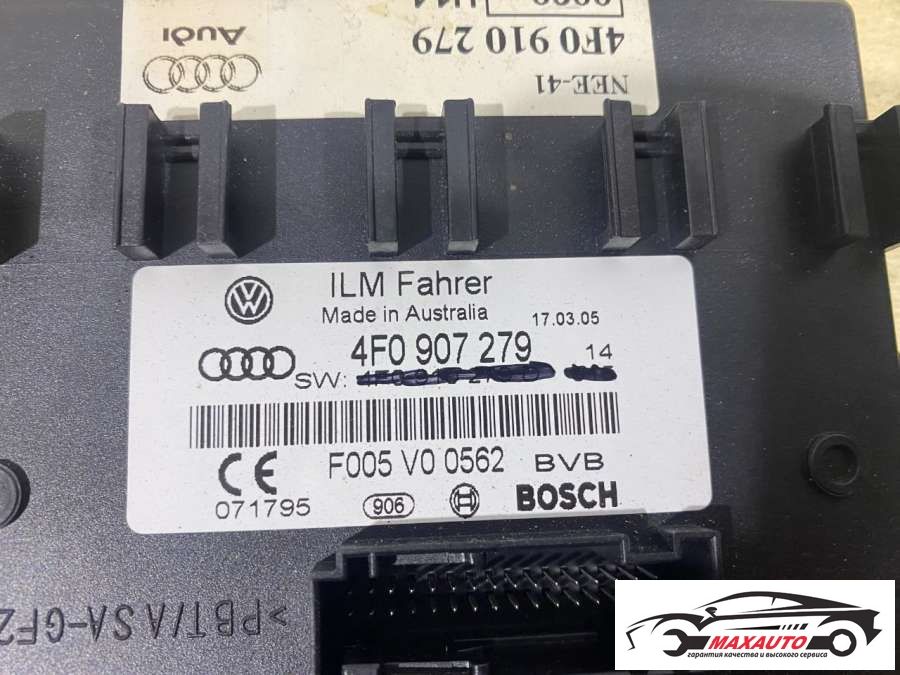 Audi
4F0 910 279
NEE-41
ILM Fahrer
Made in Australia
17.03.05
4F0 907 279
14
SW:
CE
F005 V0 0562 BVB
071795
906
BOSCH
>PBT/ASA-GF2
MAXAUTO
гарантия качества и высокого сервиса